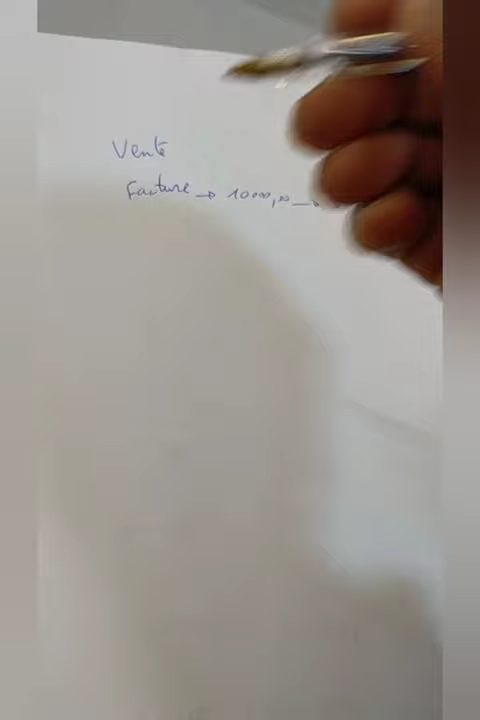 Vente
Facture → 10000,00 →